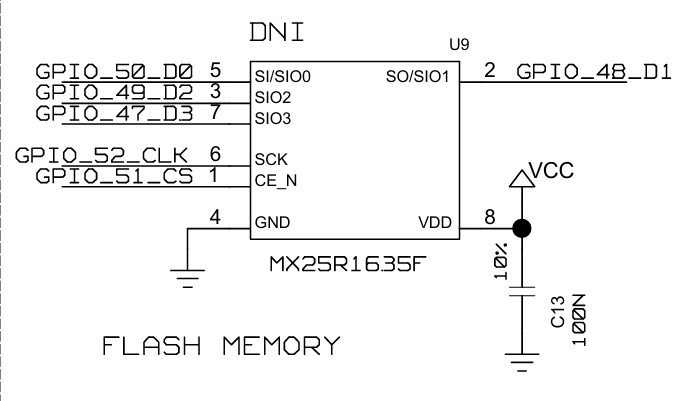 DNI
U9
GPIO_50_D0 5 SI/SIO0 SO/SIO1 2 GPIO_48_D1
GPIO_49_D2 3 SIO2
GPIO_47_D3 7 SIO3
GPIO_52_CLK 6 SCK
GPIO_51_CS 1 CE_N
VCC
4 GND VDD 8
MX25R1635F
10%
C13
100N
FLASH MEMORY